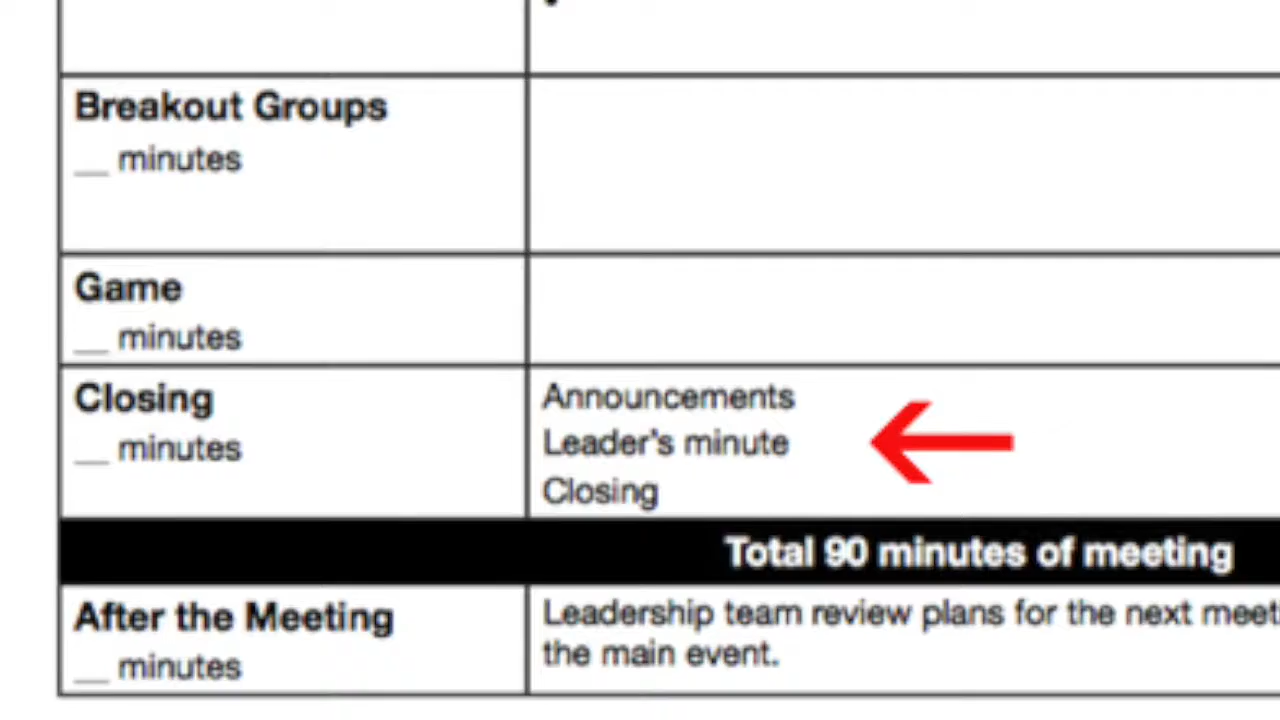 Breakout Groups
__ minutes
Game
__ minutes
Closing
__ minutes
Announcements
Leader's minute
Closing
Total 90 minutes of meeting
After the Meeting
__ minutes
Leadership team review plans for the next meet
the main event.